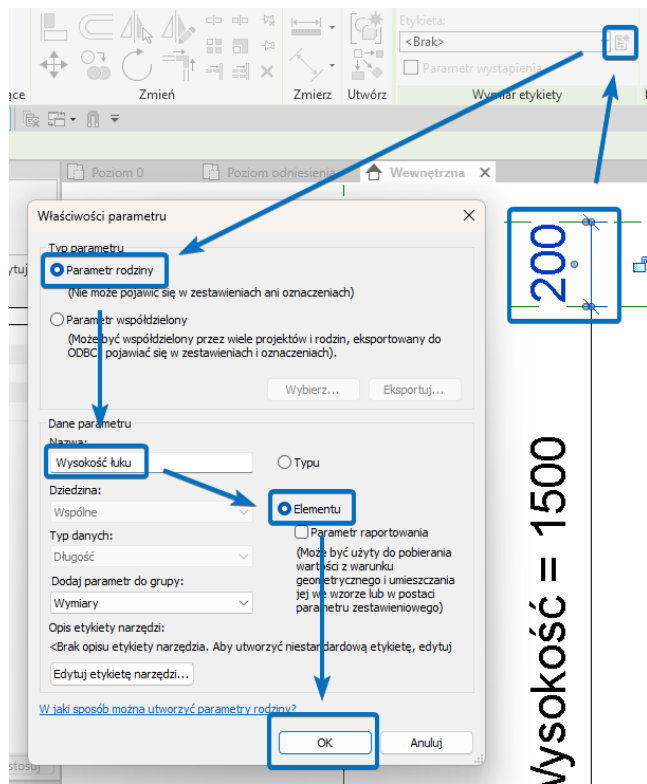 Etykieta:
<Brak>
Parametr wystąpienia
ące
Zmień
Zmierz
Utwórz
Wymiar etykiety
Poziom 0
Poziom odniesienia
Wewnętrzna
Właściwości parametru
Typ parametru
Parametr rodziny
(Nie może pojawić się w zestawieniach ani oznaczeniach)
ytuj
Parametr współdzielony
(Może być współdzielony przez wiele projektów i rodzin, eksportowany do
ODBC i pojawiać się w zestawieniach i oznaczeniach).
Wybierz...
Eksportuj...
Dane parametru
Nazwa:
Wysokość łuku
Typu
Dziedzina:
Wspólne
Elementu
Typ danych:
Parametr raportowania
Długość
(Może być użyty do pobierania
wartości z warunku
geometrycznego i umieszczania
jej we wzorze lub w postaci
parametru zestawieniowego)
Dodaj parametr do grupy:
Wymiary
Opis etykiety narzędzi:
<Brak opisu etykiety narzędzia. Aby utworzyć niestandardową etykietę, edytuj
Edytuj etykietę narzędzi...
W jaki sposób można utworzyć parametry rodziny?
OK
Anuluj
stosuj
200
Wysokość = 1500